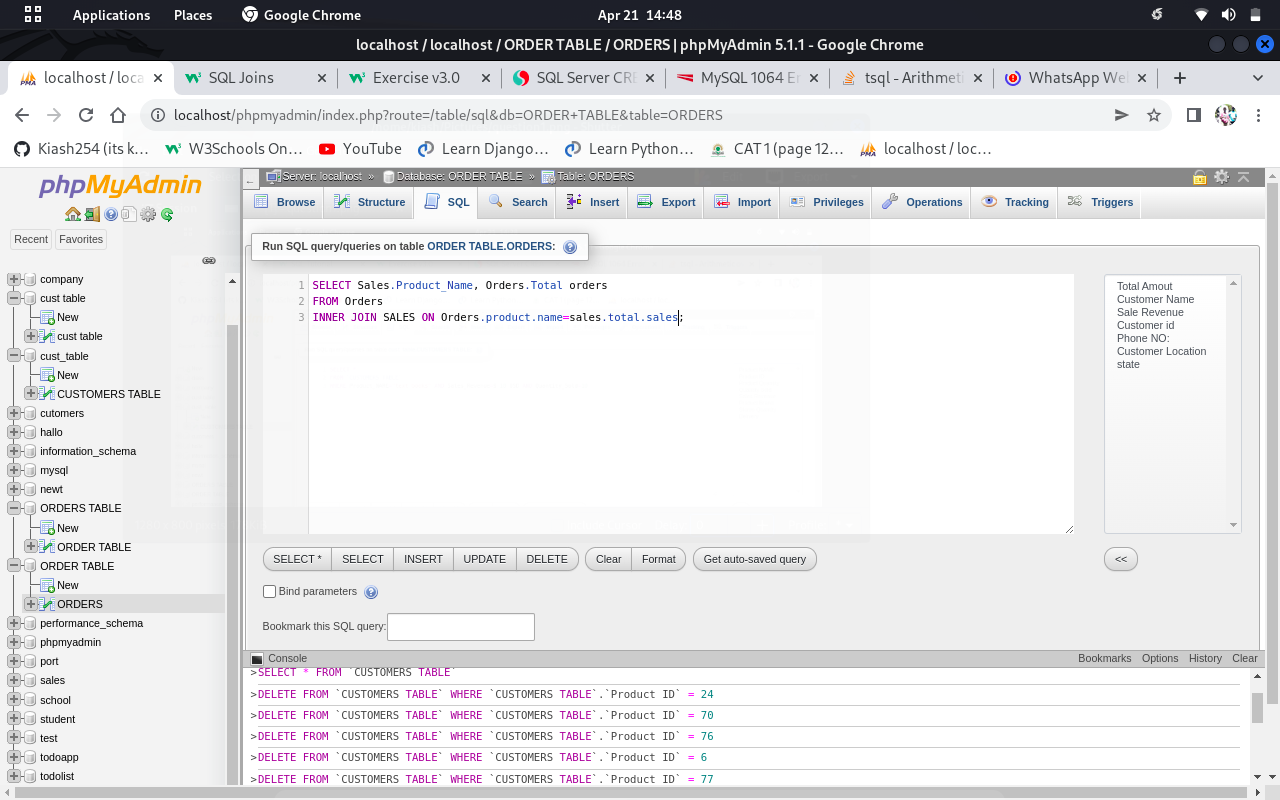 Applications Places Google Chrome Apr 21 14:48
localhost / localhost / ORDER TABLE / ORDERS | phpMyAdmin 5.1.1 - Google Chrome
localhost / loca SQL Joins Exercise v3.0 SQL Server CRE MySQL 1064 Er tsql - Arithmeti WhatsApp Web
localhost/phpmyadmin/index.php?route=/table/sql&db=ORDER+TABLE&table=ORDERS
Kiash254 (its k… W3Schools On… YouTube Learn Django… Learn Python… CAT 1 (page 12… localhost / loc…
phpMyAdmin
Recent Favorites
company
cust table
New
cust table
cust_table
New
CUSTOMERS TABLE
cutomers
hallo
information_schema
mysql
newt
ORDERS TABLE
New
ORDER TABLE
ORDER TABLE
New
ORDERS
performance_schema
phpmyadmin
port
sales
school
student
test
todoapp
todolist
Server: localhost » Database: ORDER TABLE » Table: ORDERS
Browse Structure SQL Search Insert Export Import Privileges Operations Tracking Triggers
Run SQL query/queries on table ORDER TABLE.ORDERS:
1 SELECT Sales.Product_Name, Orders.Total orders
2 FROM Orders
3 INNER JOIN SALES ON Orders.product.name=sales.total.sales;
Total Amout
Customer Name
Sale Revenue
Customer id
Phone NO:
Customer Location
state
SELECT * SELECT INSERT UPDATE DELETE Clear Format Get auto-saved query <<
Bind parameters
Bookmark this SQL query:
Console Bookmarks Options History Clear
>SELECT * FROM `CUSTOMERS TABLE`
>DELETE FROM `CUSTOMERS TABLE` WHERE `CUSTOMERS TABLE`.`Product ID` = 24
>DELETE FROM `CUSTOMERS TABLE` WHERE `CUSTOMERS TABLE`.`Product ID` = 70
>DELETE FROM `CUSTOMERS TABLE` WHERE `CUSTOMERS TABLE`.`Product ID` = 76
>DELETE FROM `CUSTOMERS TABLE` WHERE `CUSTOMERS TABLE`.`Product ID` = 6
>DELETE FROM `CUSTOMERS TABLE` WHERE `CUSTOMERS TABLE`.`Product ID` = 77